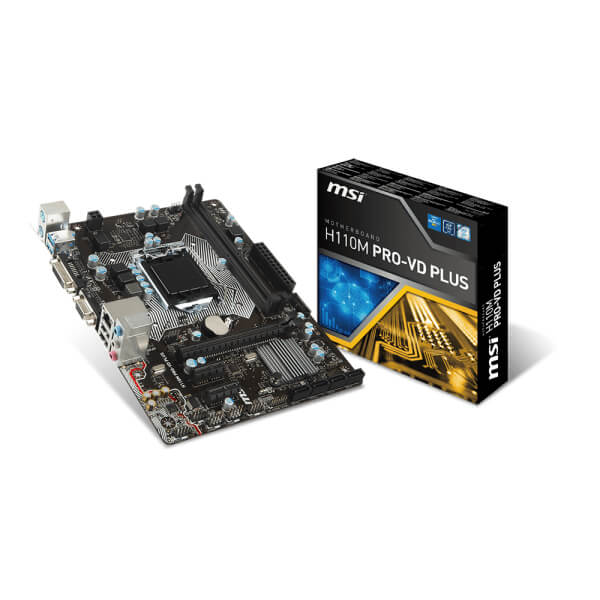 msi
MOTHERBOARD
H110M PRO-VD PLUS
H110M
PRO-VD PLUS
msi